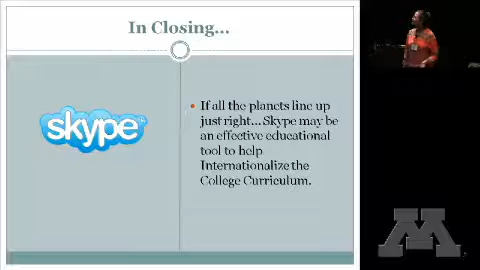 In Closing...
skype
If all the planets line up
just right... Skype may be
an effective educational
tool to help
Internationalize the
College Curriculum.
M